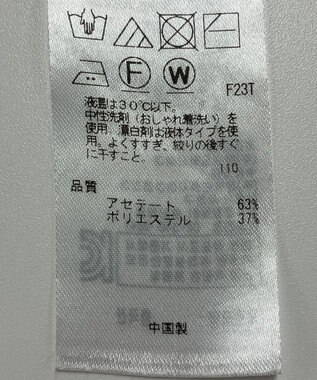 F
W
F23T
液温は30℃以下。
中性洗剤(おしゃれ着洗い)を
使用。漂白剤は液体タイプを使
用。よくすすぎ、絞りの後すぐ
に干すこと。
110
品質
アセテート 63%
ポリエステル 37%
中国製